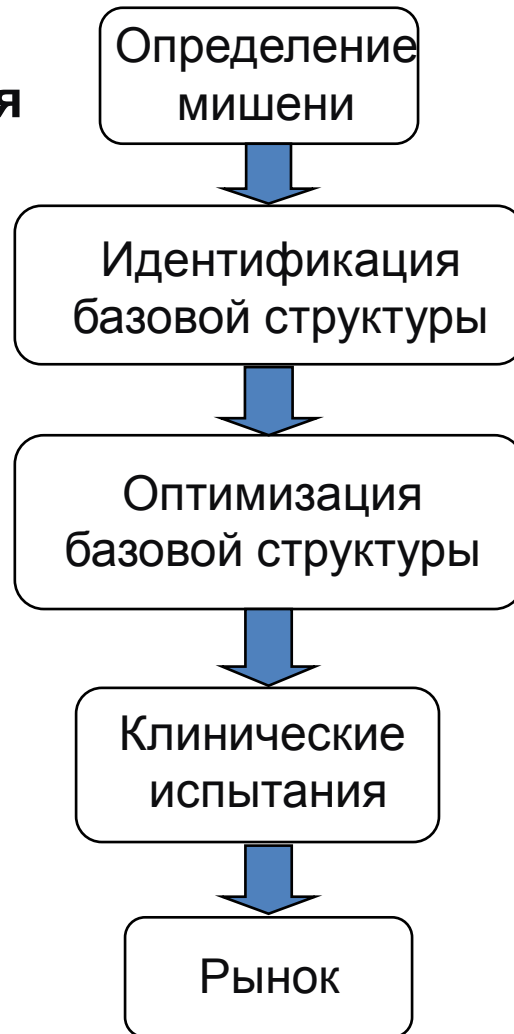 Определение
мишени
я
Идентификация
базовой структуры
Оптимизация
базовой структуры
Клинические
испытания
Рынок